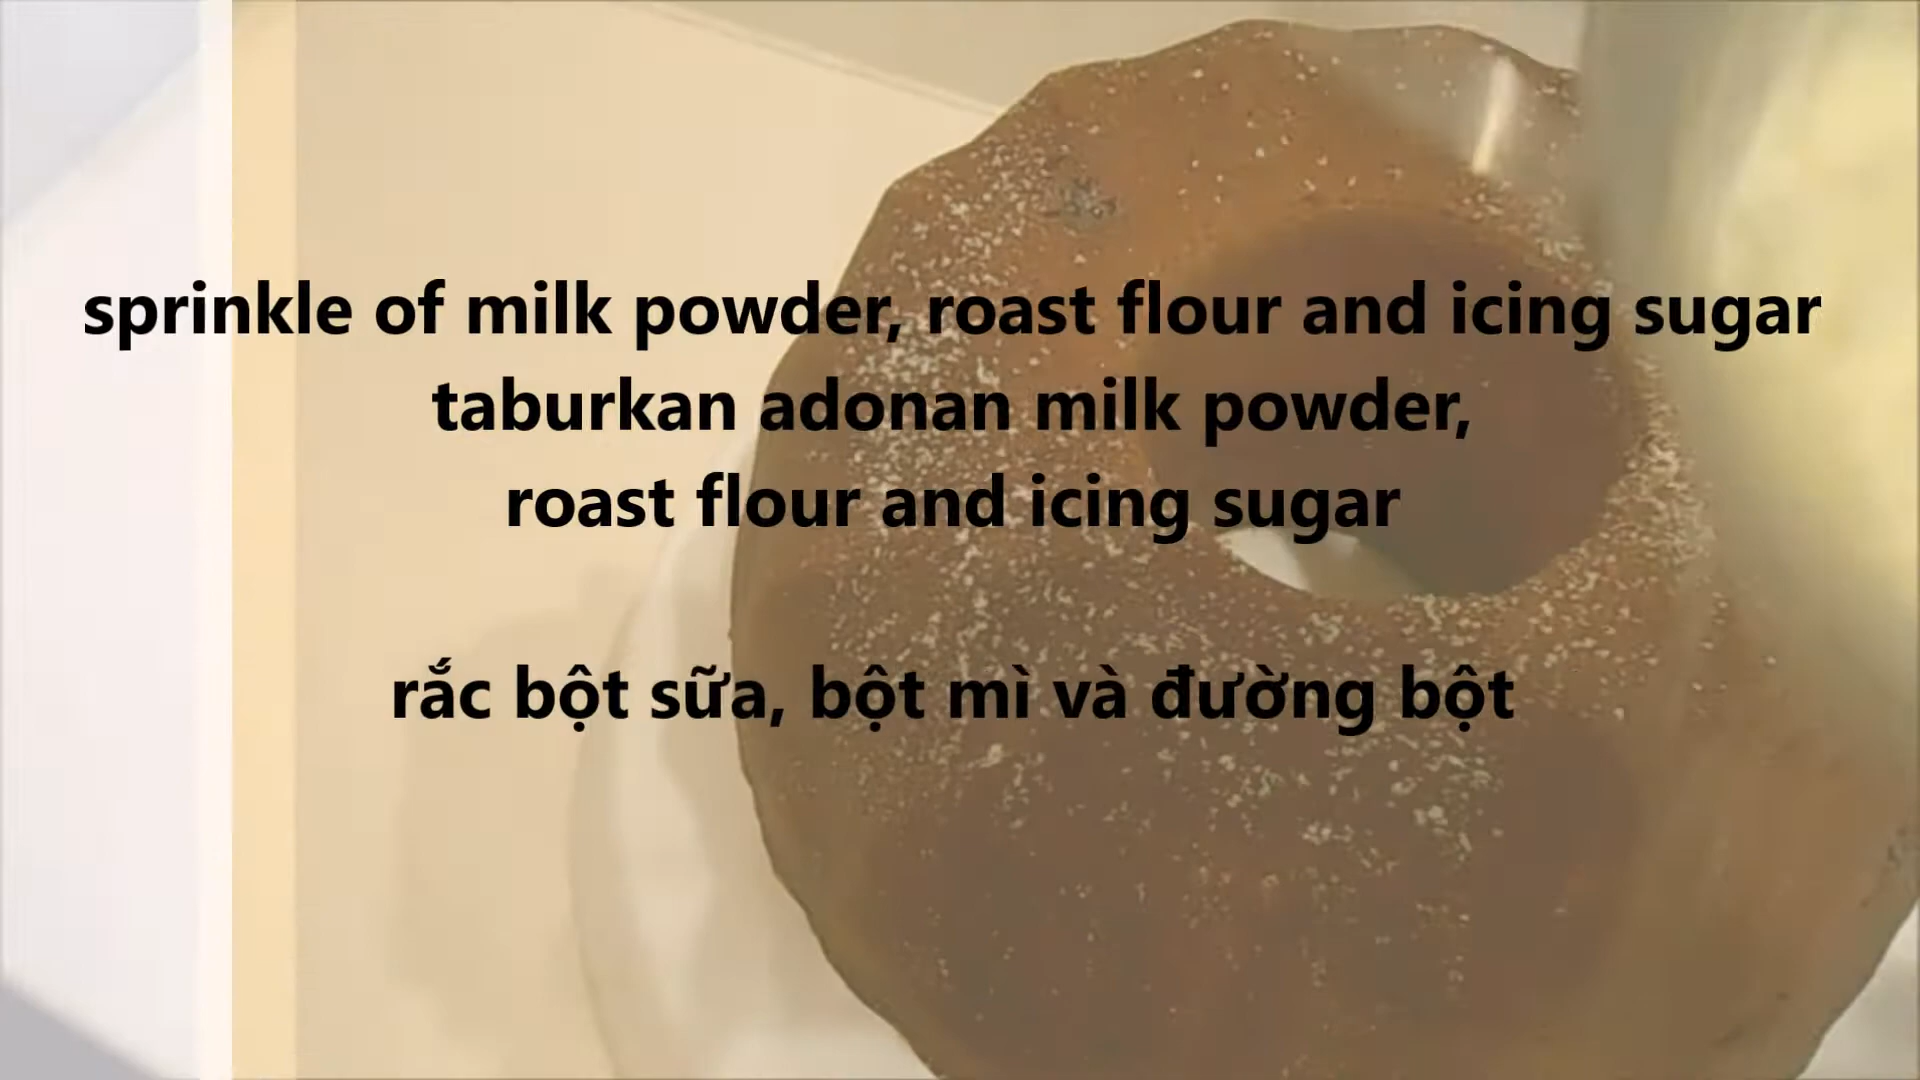 sprinkle of milk powder, roast flour and icing sugar
taburkan adonan milk powder,
roast flour and icing sugar
rắc bột sữa, bột mì và đường bột